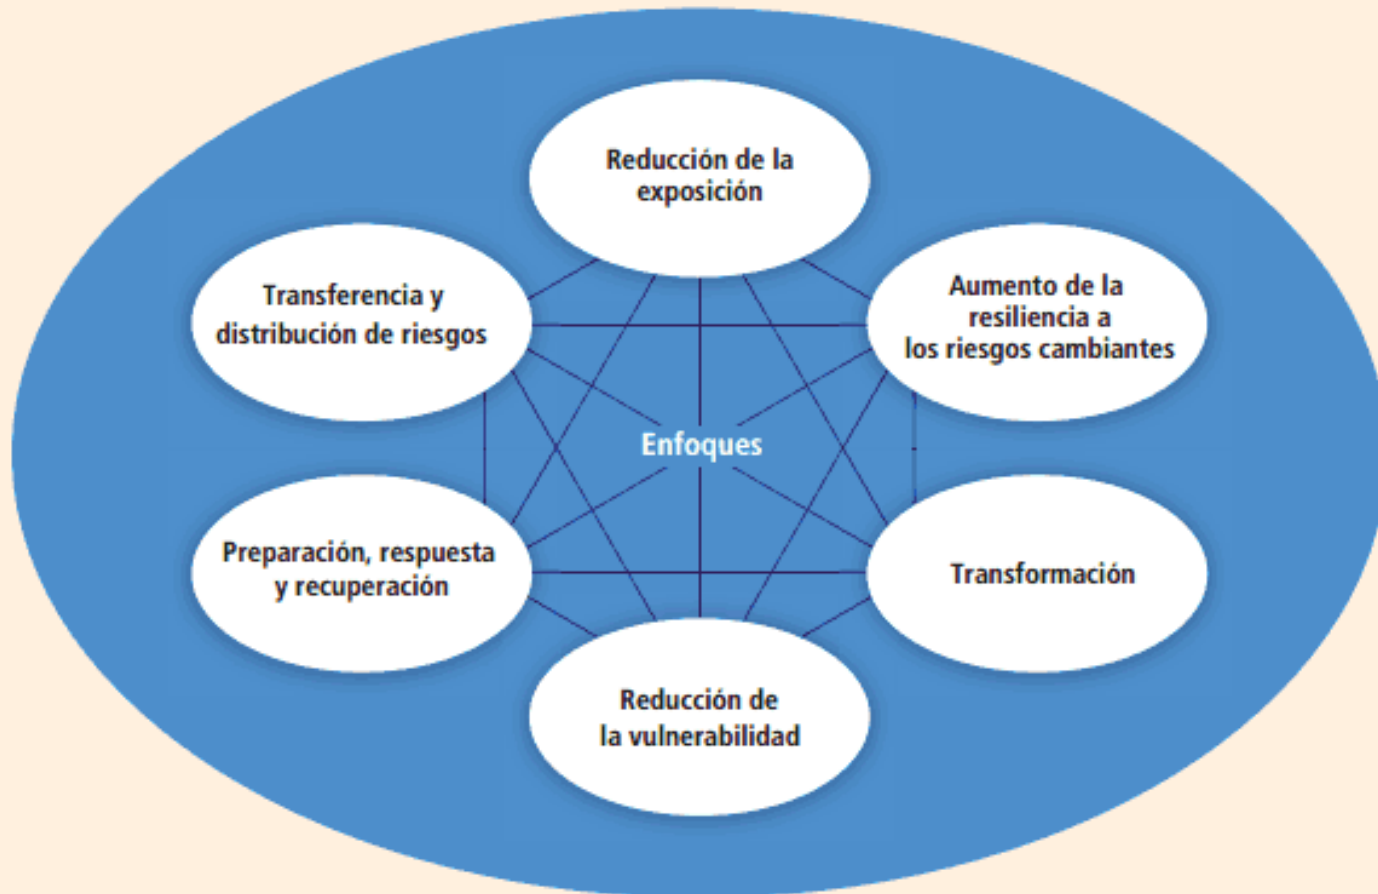 Reducción de la
exposición
Transferencia y
distribución de riesgos
Aumento de la
resiliencia a
los riesgos cambiantes
Enfoques
Preparación, respuesta
y recuperación
Transformación
Reducción de
la vulnerabilidad